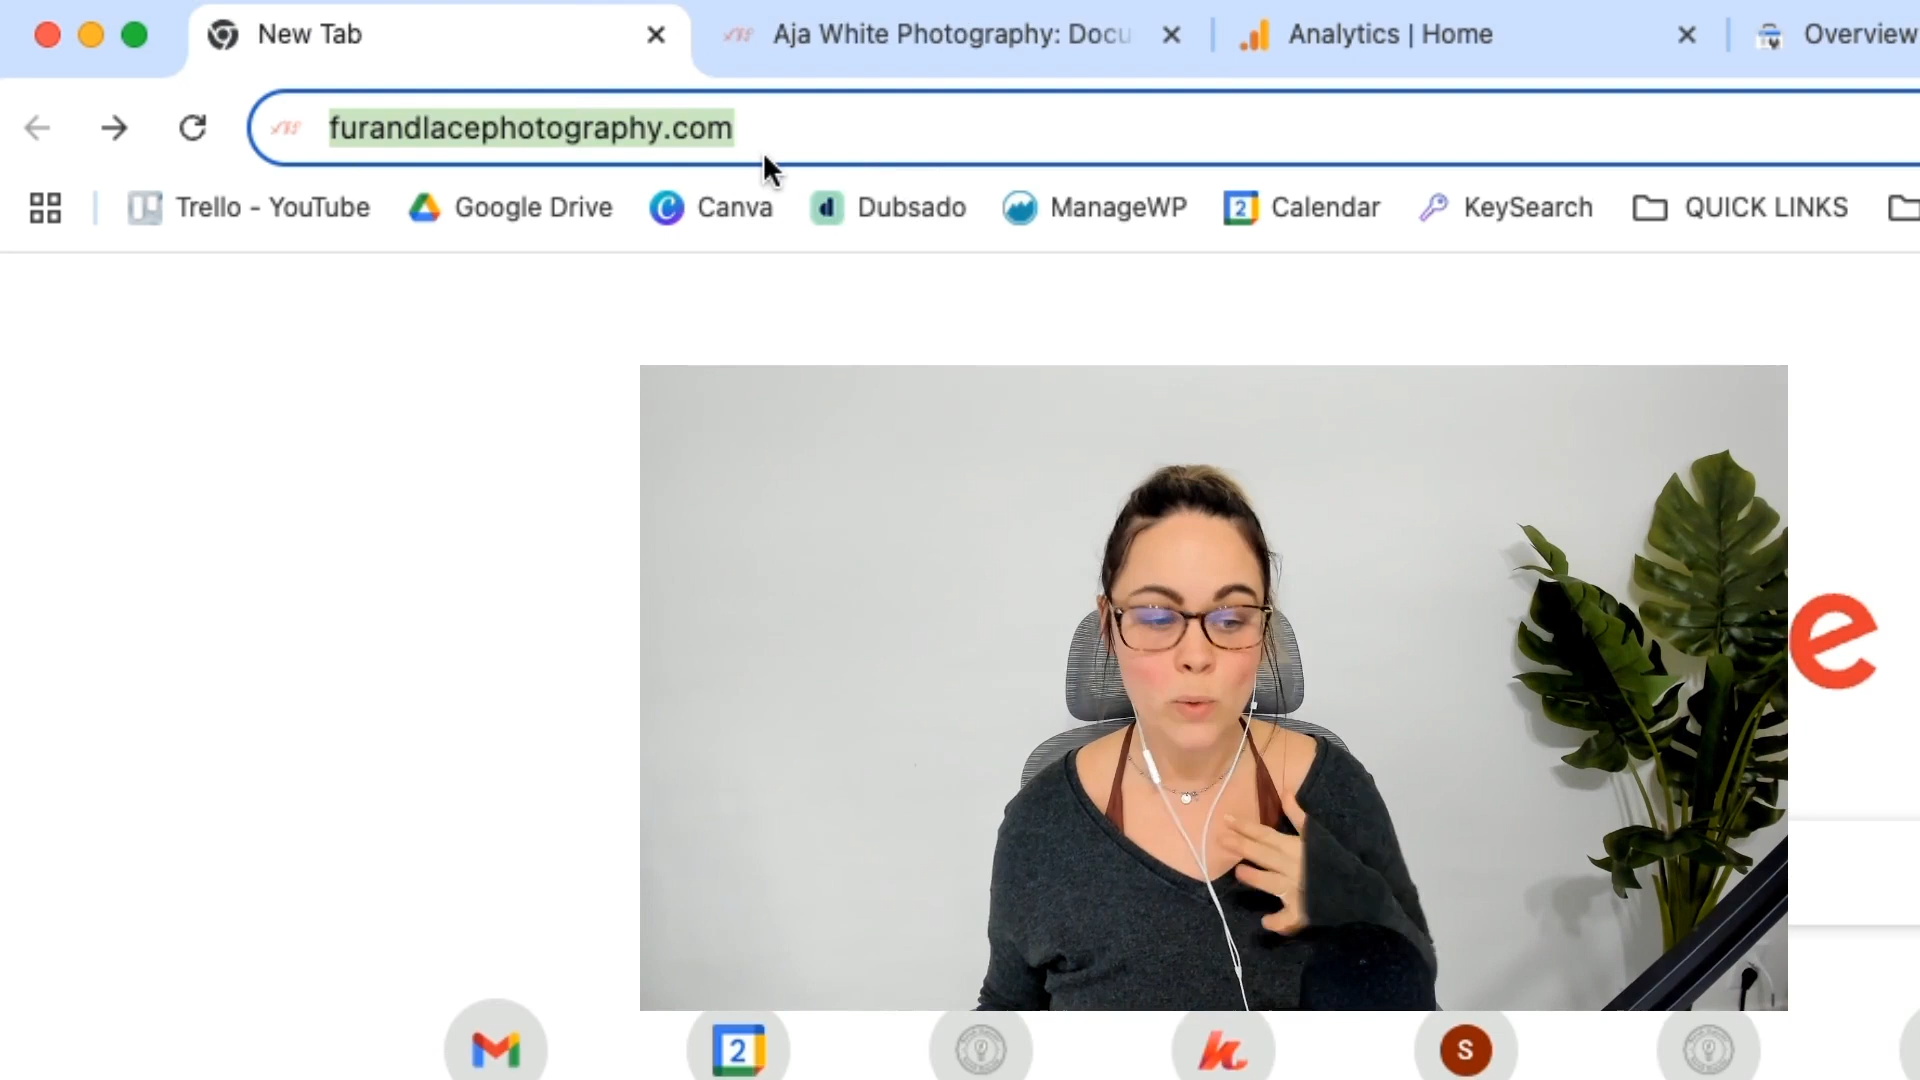 New Tab
Aja White Photography: Docu
Analytics | Home
Overview
furandlacephotography.com
Trello - YouTube
Google Drive
Canva
Dubsado
ManageWP
2
Calendar
KeySearch
QUICK LINKS
e
2
S